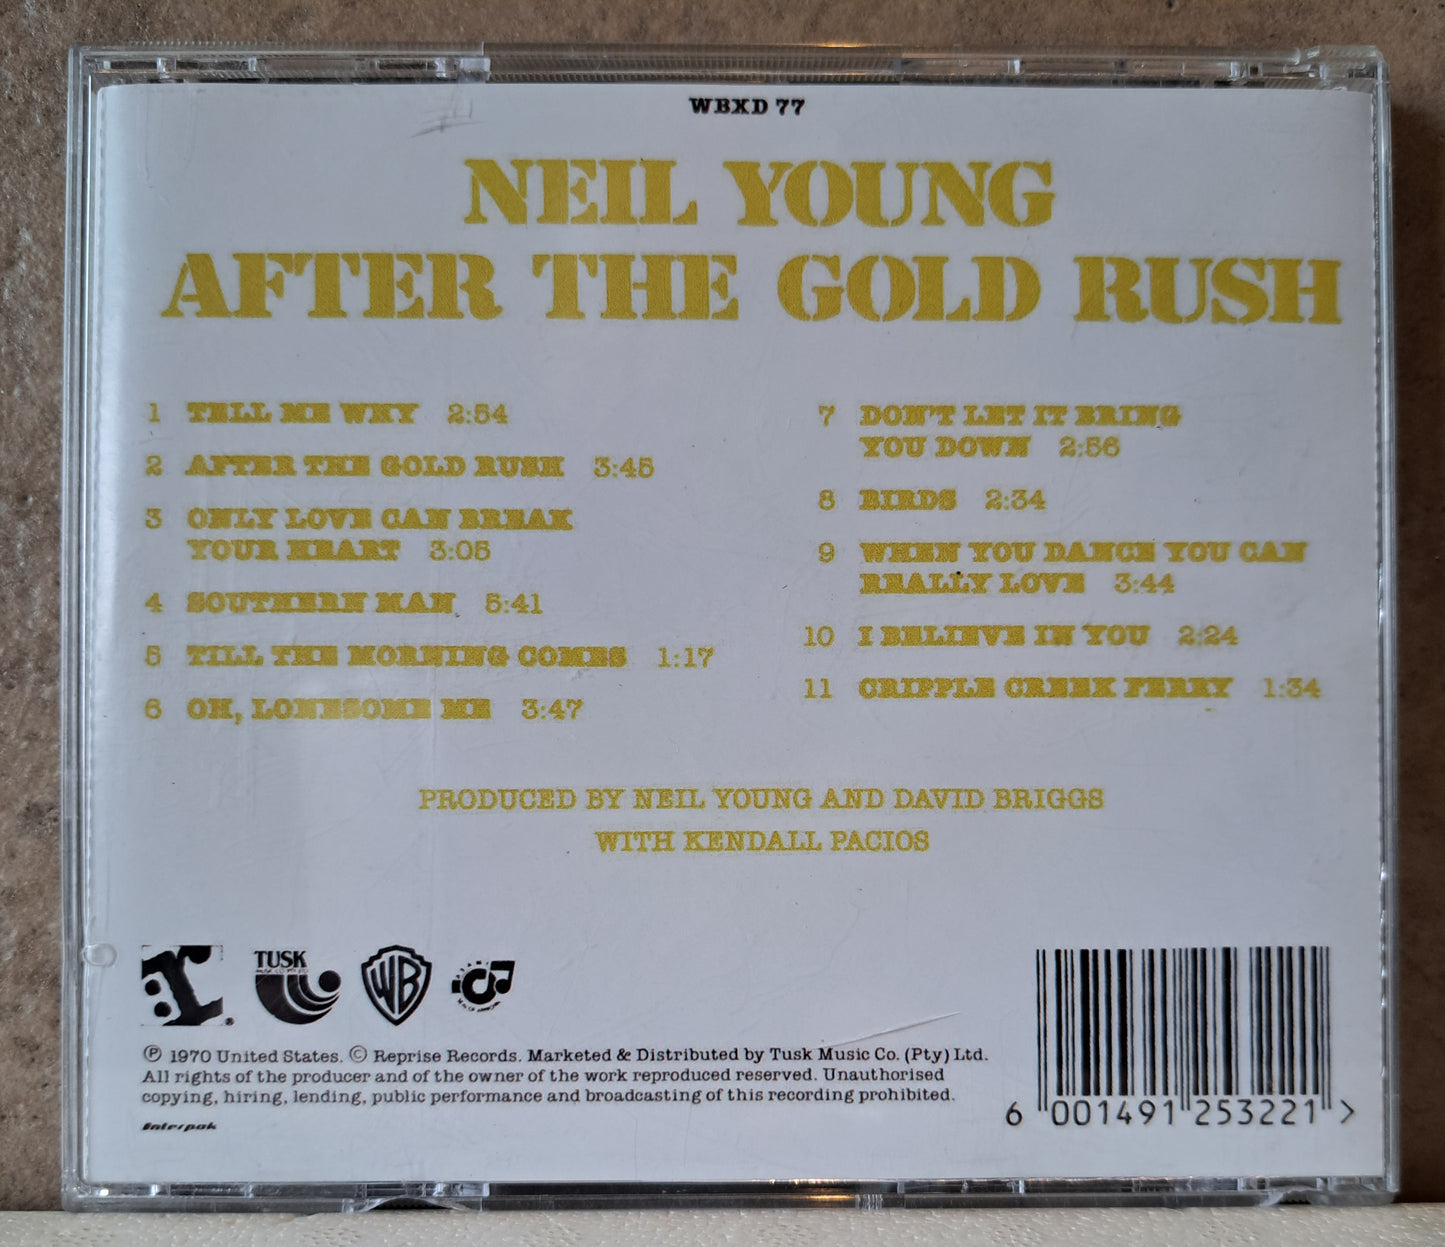 WBXD 77
NEIL YOUNG
AFTER THE GOLD RUSH
1 TELL ME WHY 2:54
2 AFTER THE GOLD RUSH 3:45
3 ONLY LOVE CAN BREAK
YOUR HEART 3:05
4 SOUTHERN MAN 5:41
5 TILL THE MORNING COMES 1:17
6 OH, LONESOME ME 3:47
7 DON'T LET IT BRING
YOU DOWN 2:56
8 BIRDS 2:34
9 WHEN YOU DANCE YOU CAN
REALLY LOVE 3:44
10 I BELIEVE IN YOU 2:24
11 CRIPPLE CREEK FERRY 1:34
PRODUCED BY NEIL YOUNG AND DAVID BRIGGS
WITH KENDALL PACIOS
TUSK
WB
℗ 1970 United States. © Reprise Records. Marketed & Distributed by Tusk Music Co. (Pty) Ltd.
All rights of the producer and of the owner of the work reproduced reserved. Unauthorised
copying, hiring, lending, public performance and broadcasting of this recording prohibited.
Interpak
6 001491 253221 >